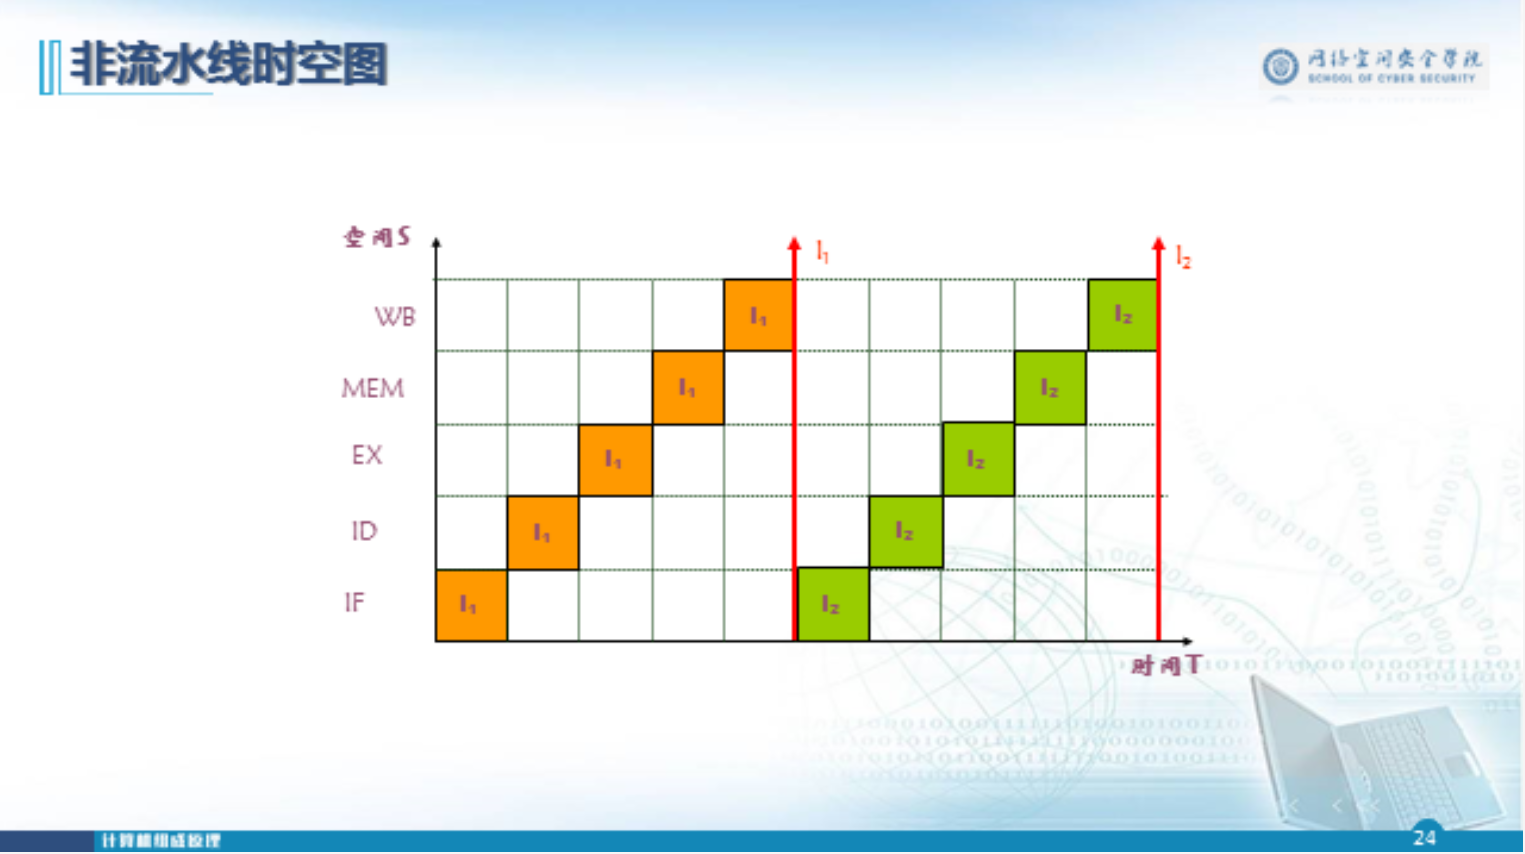 非流水线时空图
网络空间安全学院
SCHOOL OF CYBER SECURITY
空间S
I₁
I₂
WB
I₁
I₂
MEM
I₁
I₂
EX
I₁
I₂
ID
I₁
I₂
IF
I₁
I₂
时间T
计算机组成原理
24